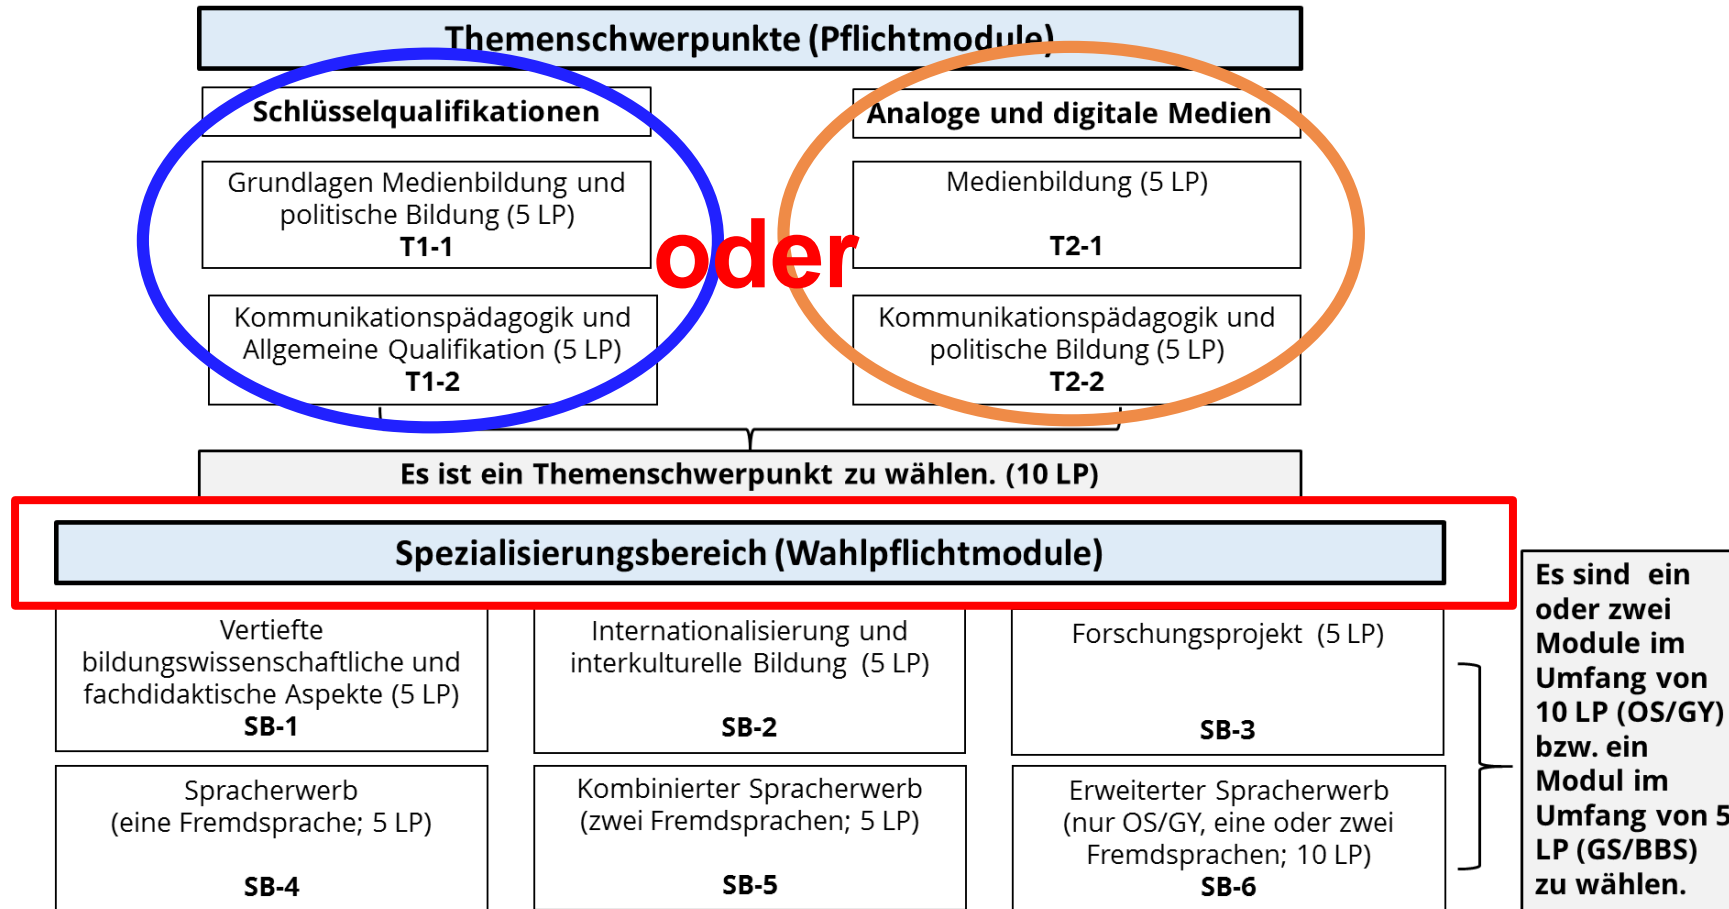 Themenschwerpunkte (Pflichtmodule)
Schlüsselqualifikationen
Analoge und digitale Medien
Grundlagen Medienbildung und
politische Bildung (5 LP)
T1-1
oder
Medienbildung (5 LP)
T2-1
Kommunikationspädagogik und
Allgemeine Qualifikation (5 LP)
T1-2
Kommunikationspädagogik und
politische Bildung (5 LP)
T2-2
Es ist ein Themenschwerpunkt zu wählen. (10 LP)
Spezialisierungsbereich (Wahlpflichtmodule)
Vertiefte
bildungswissenschaftliche und
fachdidaktische Aspekte (5 LP)
SB-1
Internationalisierung und
interkulturelle Bildung (5 LP)
SB-2
Forschungsprojekt (5 LP)
SB-3
Spracherwerb
(eine Fremdsprache; 5 LP)
SB-4
Kombinierter Spracherwerb
(zwei Fremdsprachen; 5 LP)
SB-5
Erweiterter Spracherwerb
(nur OS/GY, eine oder zwei
Fremdsprachen; 10 LP)
SB-6
Es sind ein
oder zwei
Module im
Umfang von
10 LP (OS/GY)
bzw. ein
Modul im
Umfang von 5
LP (GS/BBS)
zu wählen.